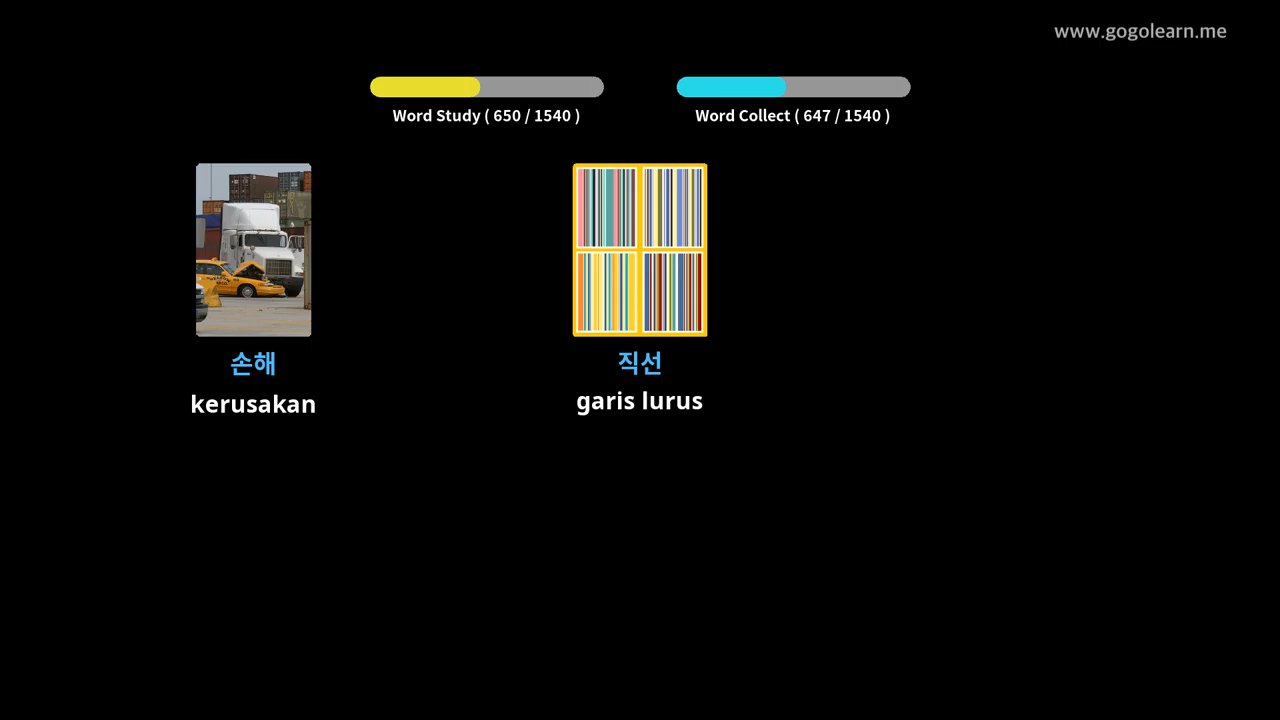 www.gogolearn.me
Word Study ( 650 / 1540 )
Word Collect ( 647 / 1540 )
손해
kerusakan
직선
garis lurus